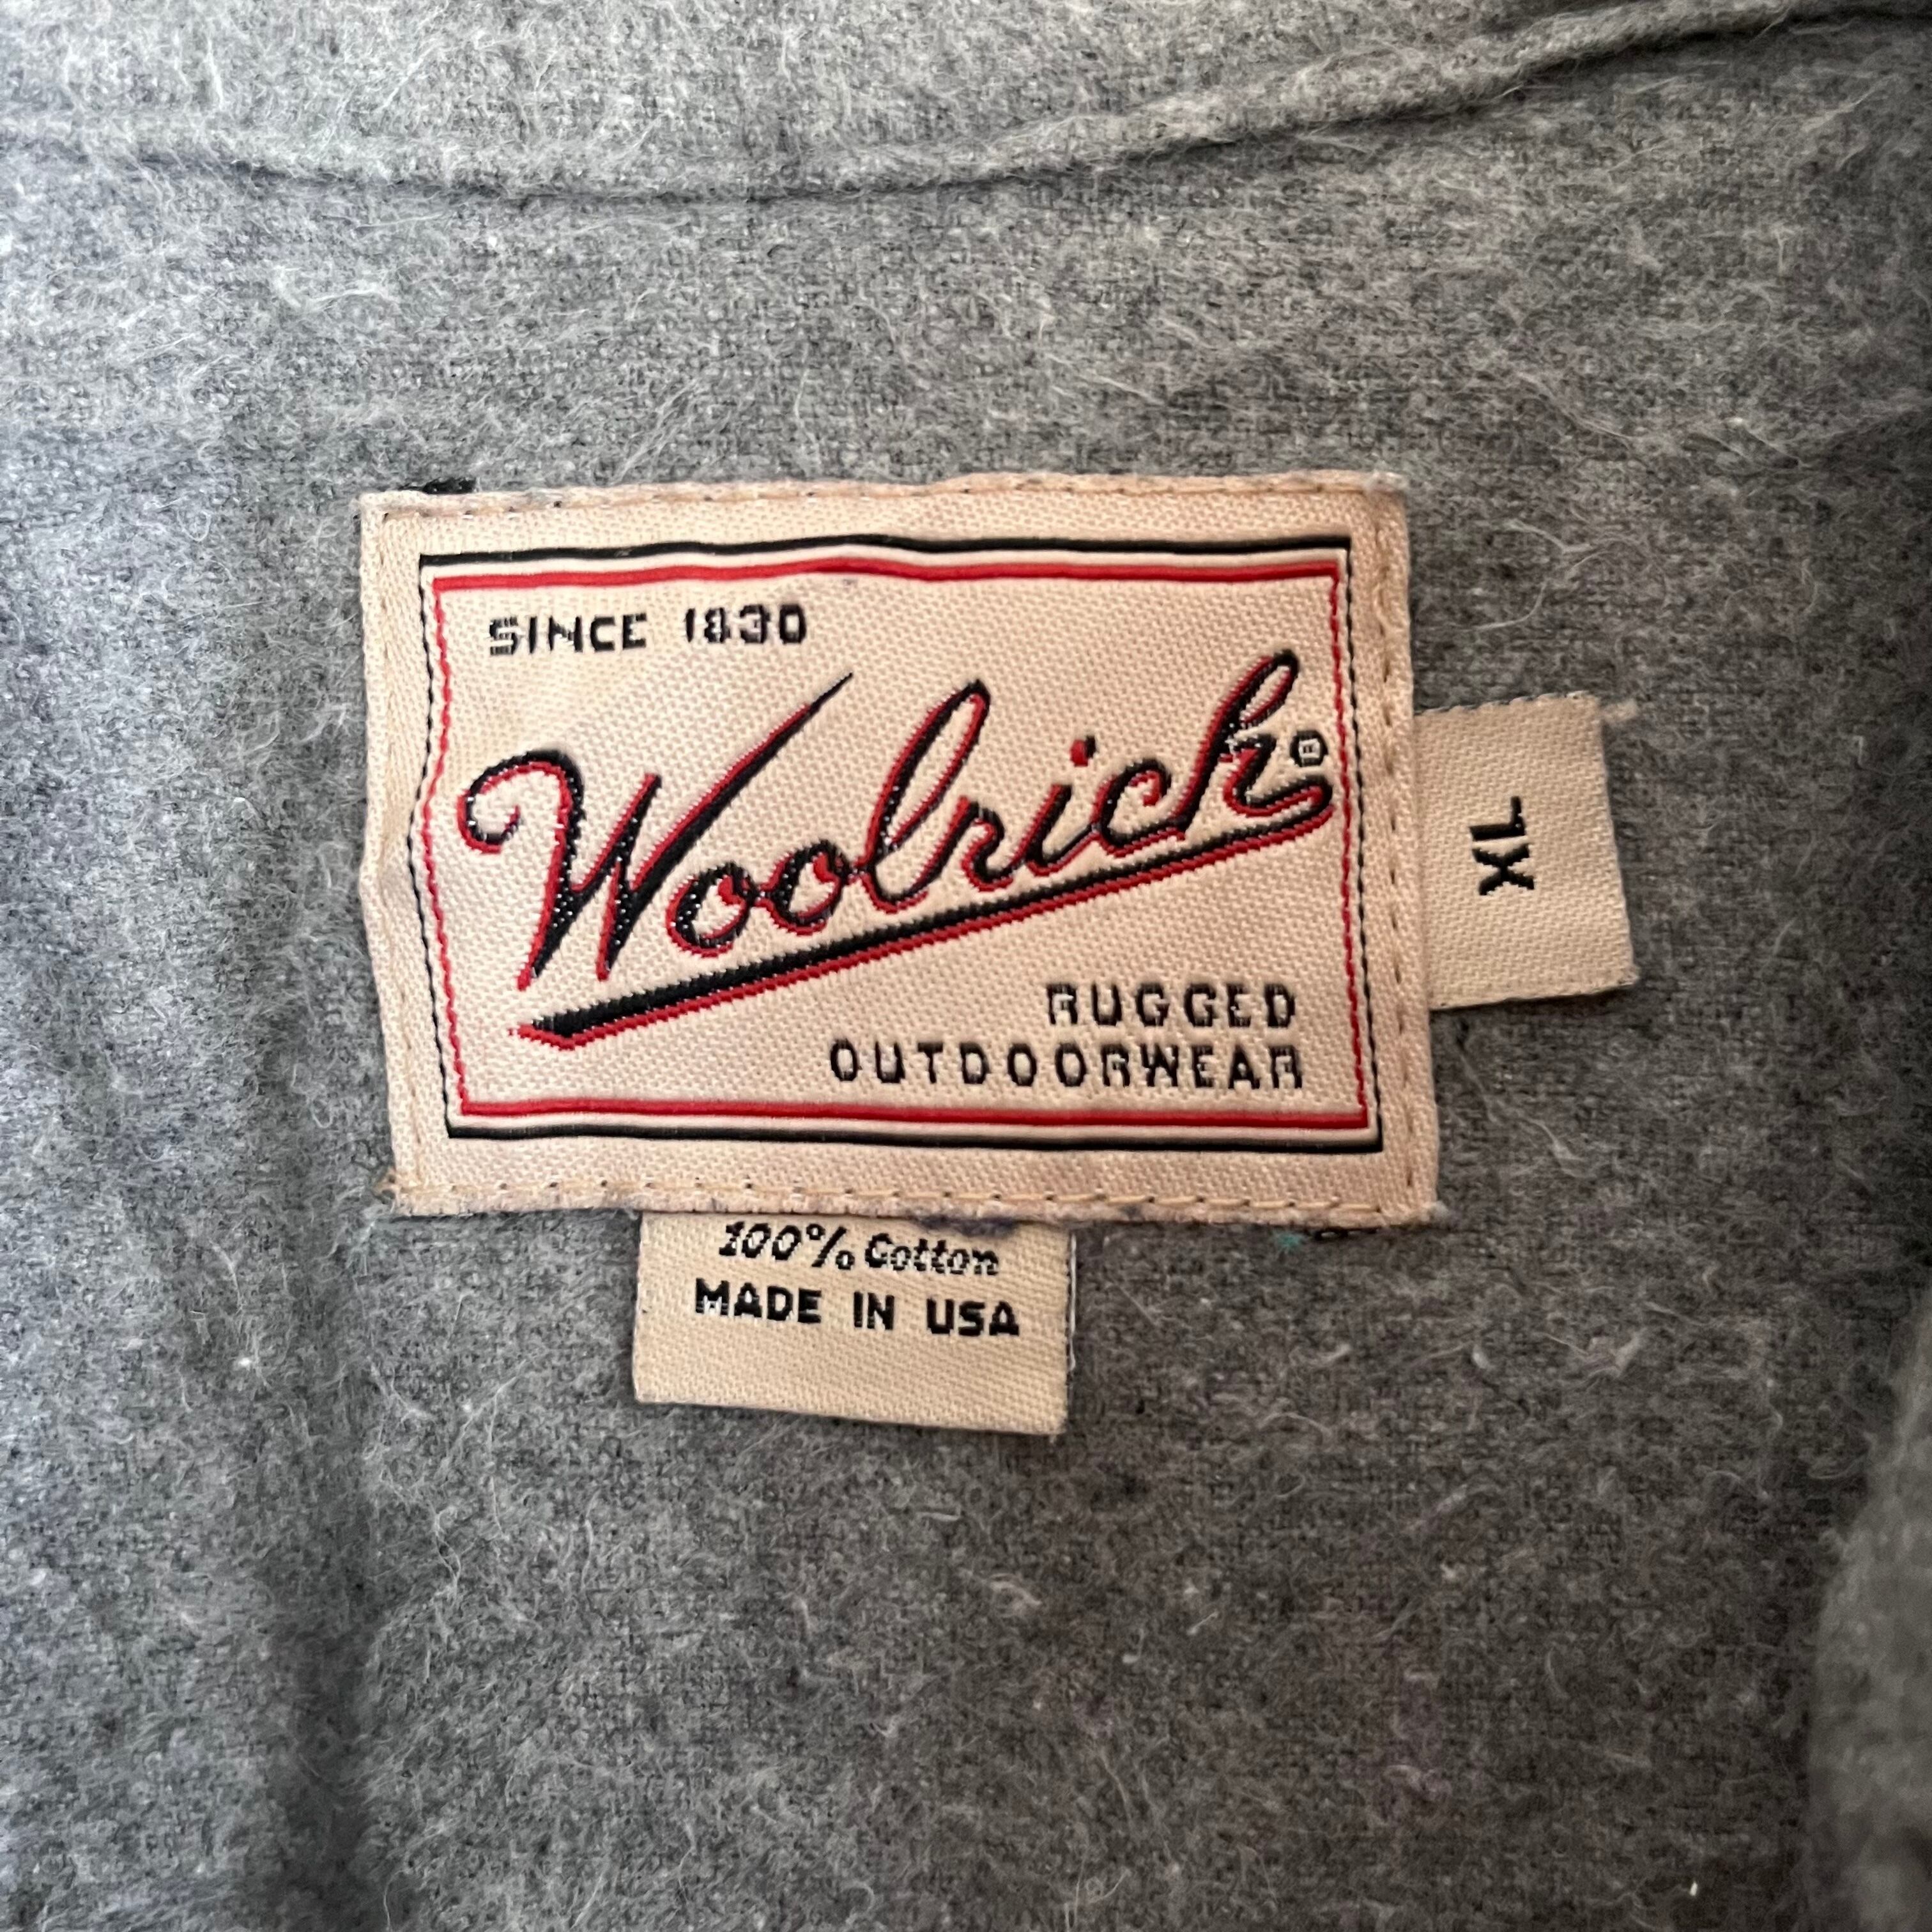 SINCE 1830
Woolrich®
RUGGED
OUTDOORWEAR
XL
100% Cotton
MADE IN USA